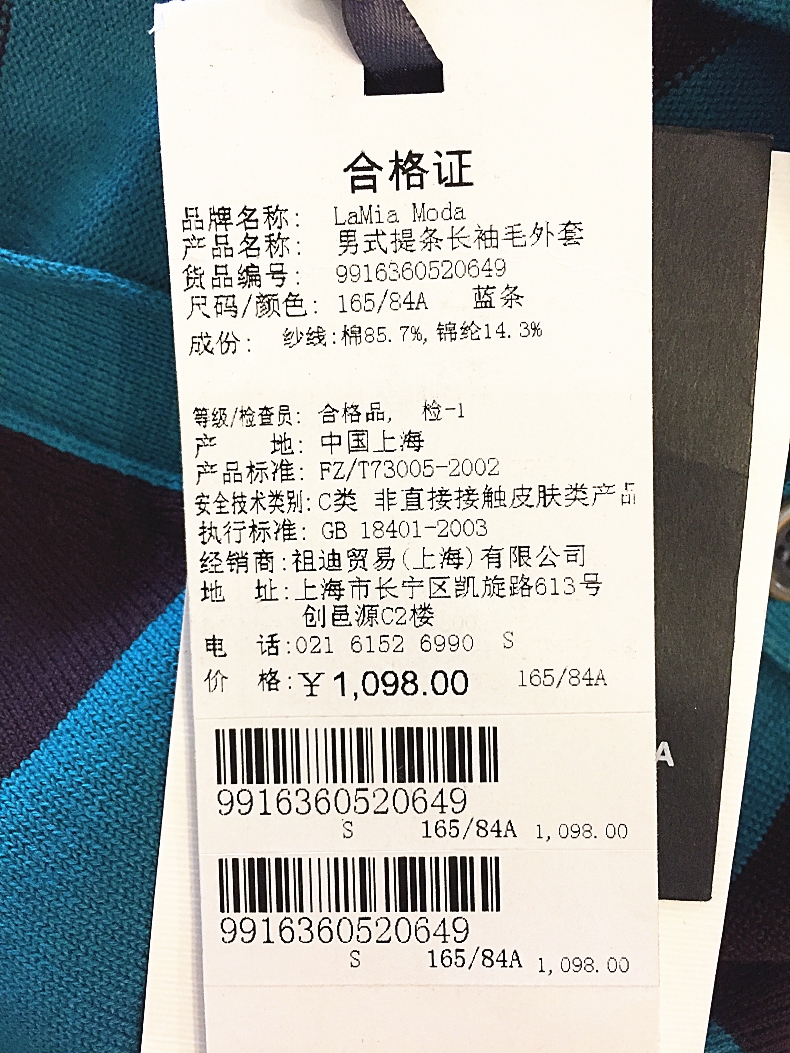 合格证
品牌名称: LaMia Moda
产品名称: 男式提条长袖毛外套
货品编号: 9916360520649
尺码/颜色: 165/84A 蓝条
成份: 纱线:棉85.7%,锦纶14.3%
等级/检查员: 合格品, 检-1
产 地: 中国上海
产品标准: FZ/T73005-2002
安全技术类别:C类 非直接接触皮肤类产品
执行标准: GB 18401-2003
经销商:祖迪贸易(上海)有限公司
地 址:上海市长宁区凯旋路613号
创邑源C2楼
电 话:021 6152 6990 S
价 格:¥1,098.00 165/84A
9916360520649
S 165/84A 1,098.00
9916360520649
S 165/84A 1,098.00
A